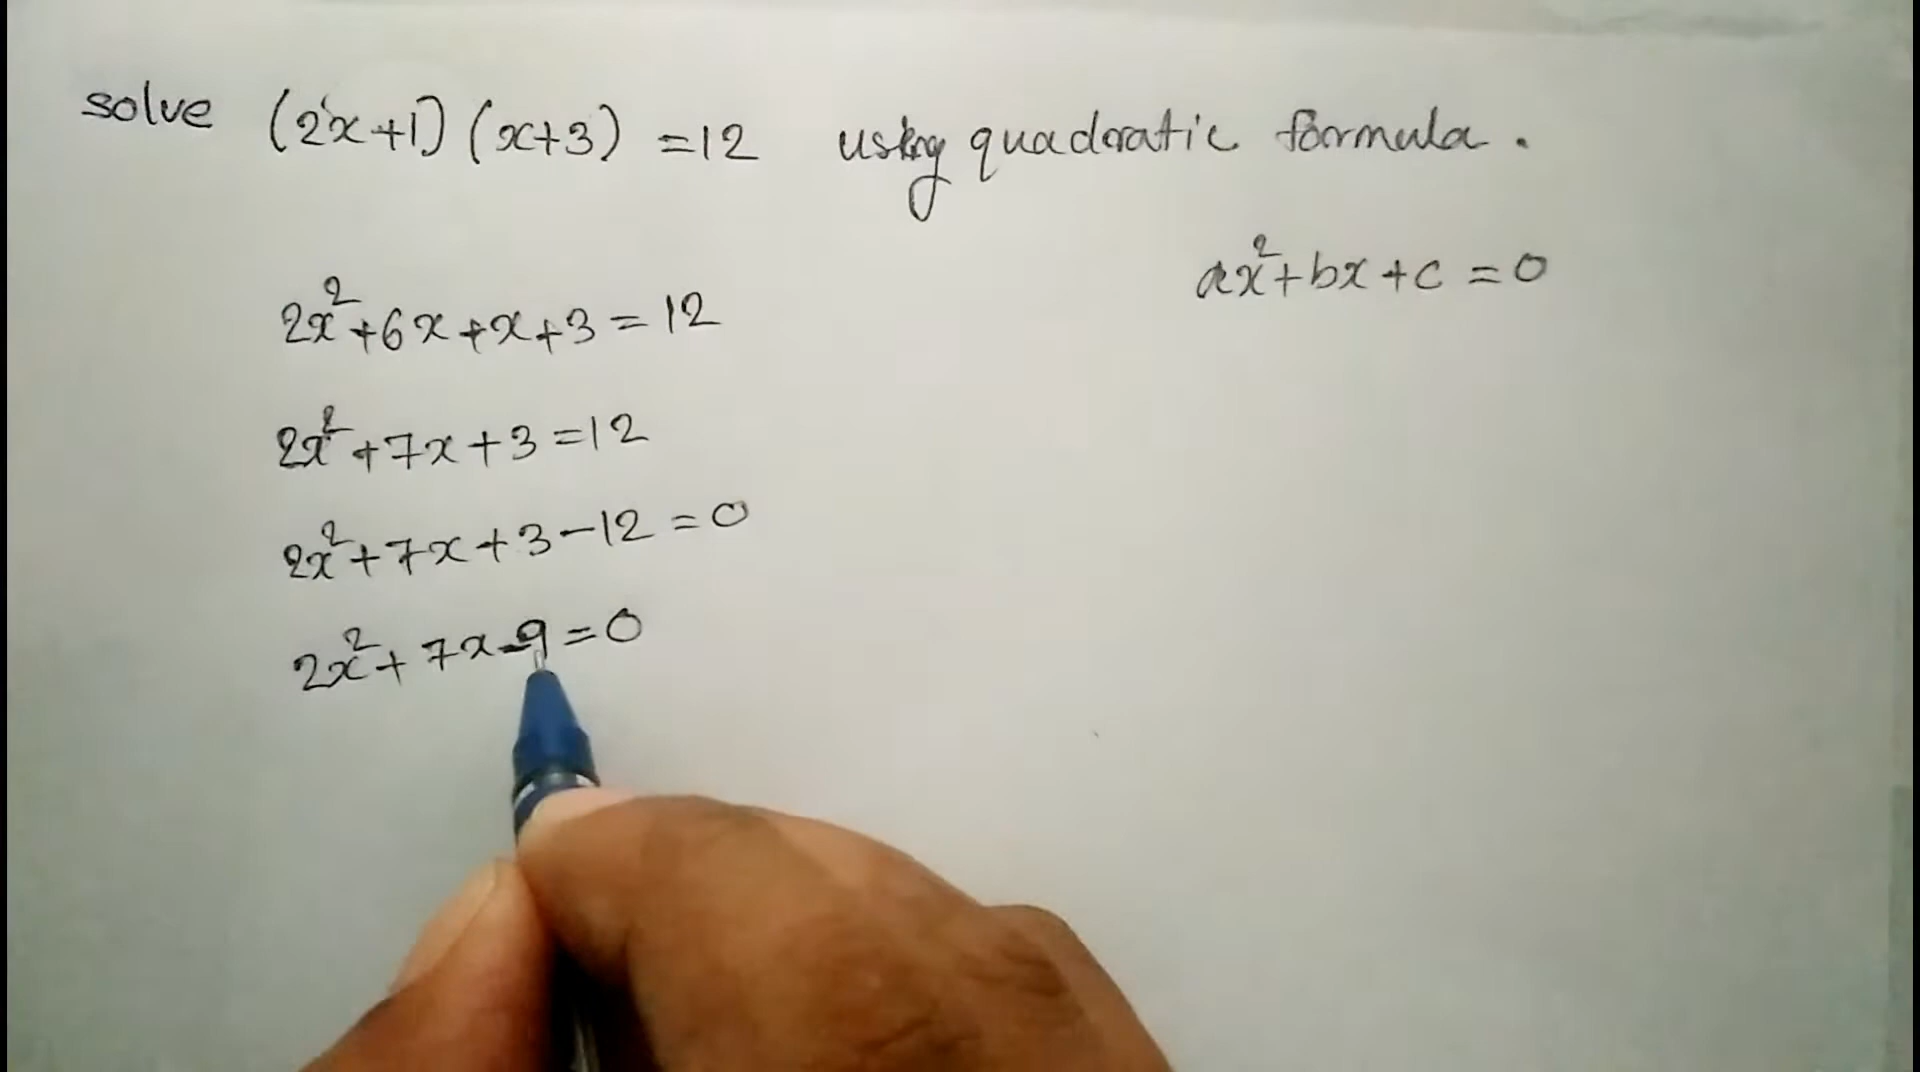 solve (2x+1) (x+3) =12 using quadratic formula.
ax²+bx+c=0
2x²+6x+x+3=12
2x²+7x+3=12
2x²+7x+3-12=0
2x²+7x-9=0